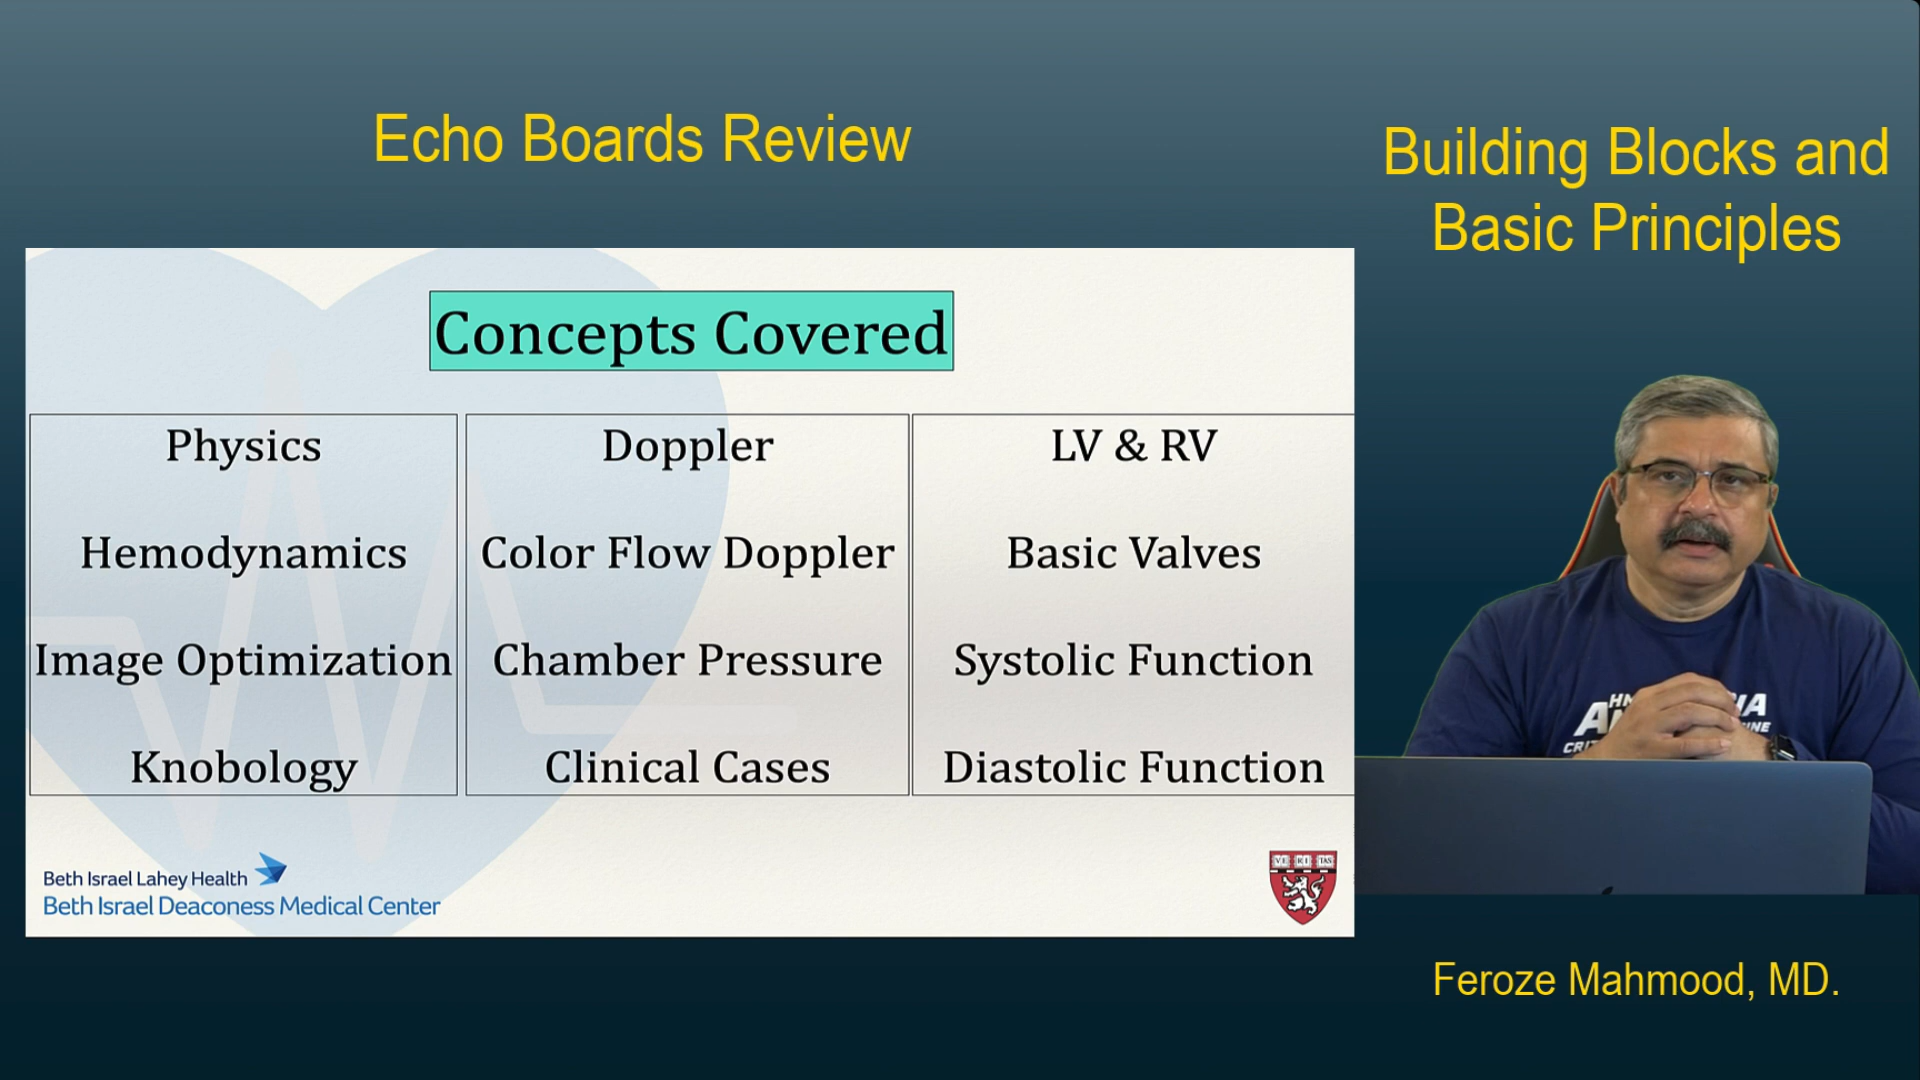 Echo Boards Review
Building Blocks and
Basic Principles
Concepts Covered
Physics
Hemodynamics
Image Optimization
Knobology
Doppler
Color Flow Doppler
Chamber Pressure
Clinical Cases
LV & RV
Basic Valves
Systolic Function
Diastolic Function
Beth Israel Lahey Health
Beth Israel Deaconess Medical Center
VE RI TAS
Feroze Mahmood, MD.